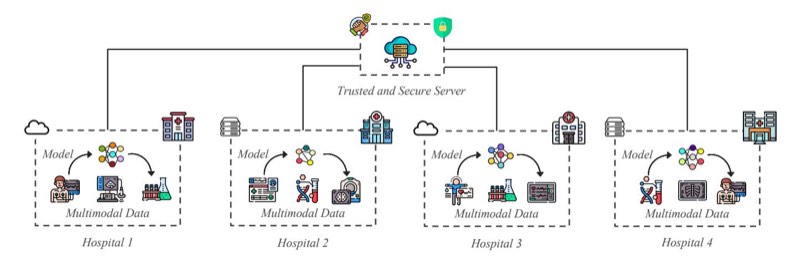 Trusted and Secure Server
Model
Multimodal Data
Hospital 1
Model
Multimodal Data
Hospital 2
Model
Multimodal Data
Hospital 3
Model
Multimodal Data
Hospital 4